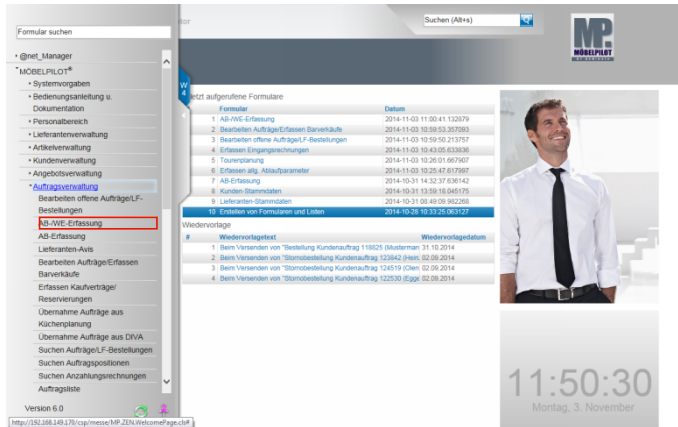 Formular suchen
@net_Manager
MÖBELPILOT®
Systemvorgaben
Bedienungsanleitung u.
Dokumentation
Personalbereich
Lieferantenverwaltung
Artikelverwaltung
Kundenverwaltung
Angebotsverwaltung
Auftragsverwaltung
Bearbeiten offene Aufträge/LF-
Bestellungen
AB-/WE-Erfassung
AB-Erfassung
Lieferanten-Avis
Bearbeiten Aufträge/Erfassen
Barverkäufe
Erfassen Kaufverträge/
Reservierungen
Übernahme Aufträge aus
Küchenplanung
Übernahme Aufträge aus DIVA
Suchen Aufträge/LF-Bestellungen
Suchen Auftragspositionen
Suchen Anzahlungsrechnungen
Auftragsliste
Version 6.0
http://192.168.149.170/csp/messe/MP.ZEN.WelcomePage.cls#
tor
Suchen (Alt+s)
MP
MÖBELPILOT
W
4
letzt aufgerufene Formulare
Formular Datum
1 AB-/WE-Erfassung 2014-11-03 11:00:41.132879
2 Bearbeiten Aufträge/Erfassen Barverkäufe 2014-11-03 10:59:53.357093
3 Bearbeiten offene Aufträge/LF-Bestellungen 2014-11-03 10:59:50.213757
4 Erfassen Eingangsrechnungen 2014-11-03 10:43:05.633836
5 Tourenplanung 2014-11-03 10:26:01.667907
6 Erfassen allg. Ablaufparameter 2014-11-03 10:25:47.617997
7 AB-Erfassung 2014-10-31 14:32:37.636142
8 Kunden-Stammdaten 2014-10-31 13:59:18.045175
9 Lieferanten-Stammdaten 2014-10-31 08:49:09.982268
10 Erstellen von Formularen und Listen 2014-10-28 10:33:25.063127
Wiedervorlage
# Wiedervorlagetext Wiedervorlagedatum
1 Beim Versenden von "Bestellung Kundenauftrag 118825 (Musterman 31.10.2014
2 Beim Versenden von "Stornobestellung Kundenauftrag 123842 (Hein: 02.09.2014
3 Beim Versenden von "Stornobestellung Kundenauftrag 124519 (Olen: 02.09.2014
4 Beim Versenden von "Stornobestellung Kundenauftrag 122530 (Egge 02.09.2014
11:50:30
Montag, 3. November